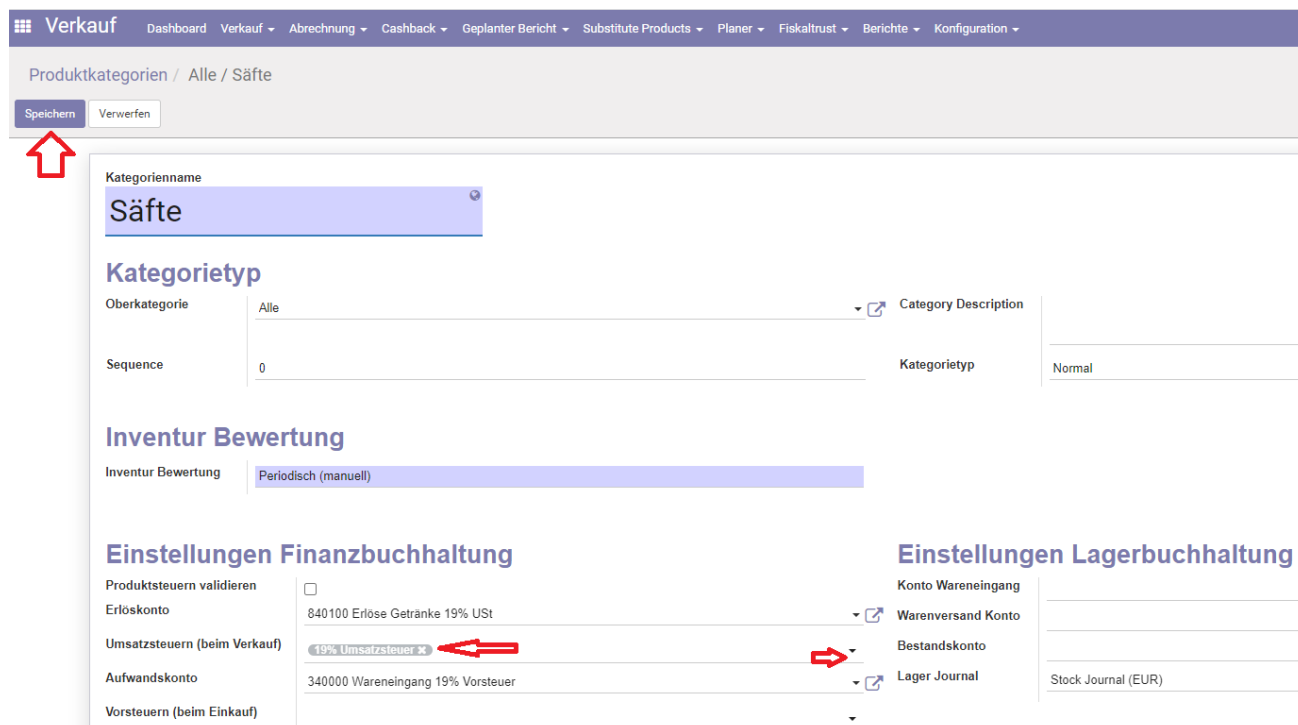 Verkauf Dashboard Verkauf Abrechnung Cashback Geplanter Bericht Substitute Products Planer Fiskaltrust Berichte Konfiguration
Produktkategorien / Alle / Säfte
Speichern Verwerfen
Kategorienname
Säfte
Kategorietyp
Oberkategorie Alle Category Description
Sequence 0 Kategorietyp Normal
Inventur Bewertung
Inventur Bewertung Periodisch (manuell)
Einstellungen Finanzbuchhaltung Einstellungen Lagerbuchhaltung
Produktsteuern validieren Konto Wareneingang
Erlöskonto 840100 Erlöse Getränke 19% USt Warenversand Konto
Umsatzsteuern (beim Verkauf) 19% Umsatzsteuer x Bestandskonto
Aufwandskonto 340000 Wareneingang 19% Vorsteuer Lager Journal Stock Journal (EUR)
Vorsteuern (beim Einkauf)